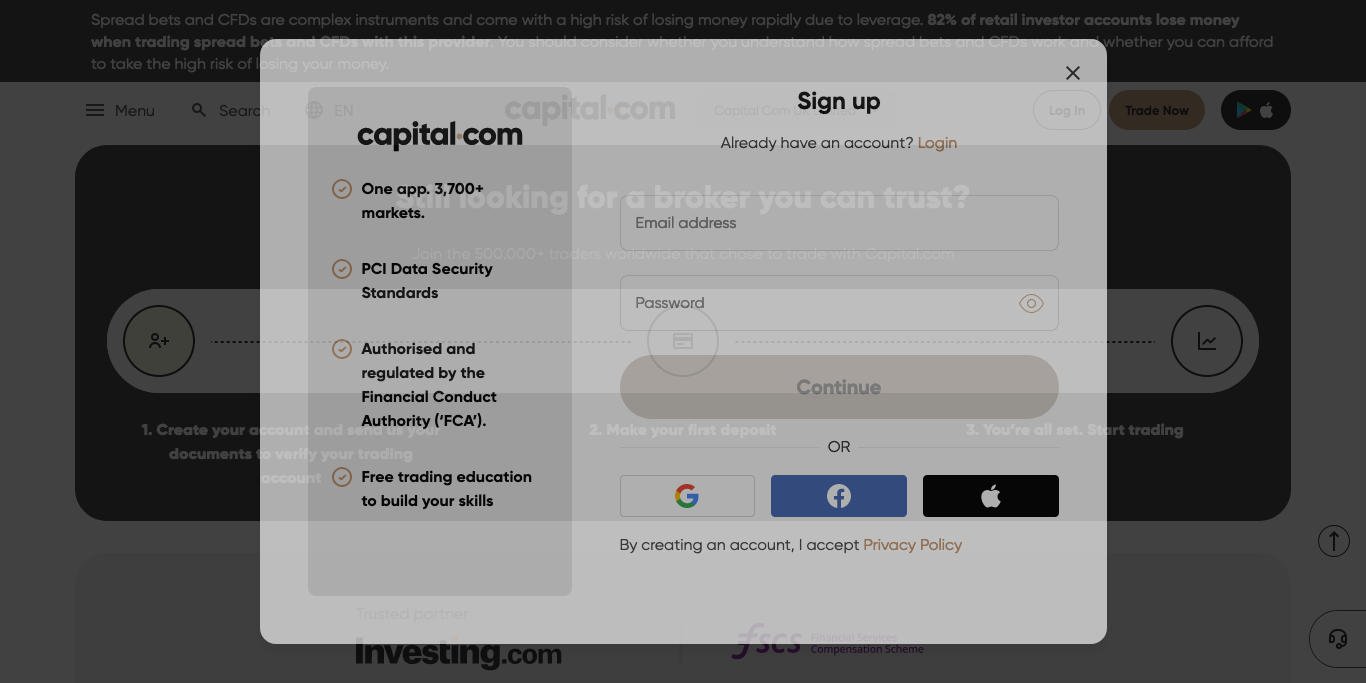 Spread bets and CFDs are complex instruments and come with a high risk of losing money rapidly due to leverage. 82% of retail investor accounts lose money
when trading spread bets and CFDs with this provider. You should consider whether you understand how spread bets and CFDs work and whether you can afford
to take the high risk of losing your money.
Menu
Search
EN
capital.com
Capital Com UK Limited
Log In
Trade Now
Sign up
Already have an account? Login
capital.com
One app. 3,700+
markets.
PCI Data Security
Standards
Authorised and
regulated by the
Financial Conduct
Authority (‘FCA’).
Free trading education
to build your skills
Email address
Password
Continue
OR
By creating an account, I accept Privacy Policy
Still looking for a broker you can trust?
Join the 500.000+ traders worldwide that chose to trade with Capital.com
1. Create your account and send us your
documents to verify your trading
account
2. Make your first deposit
3. You’re all set. Start trading
Trusted partner
Investing.com
fscs
Financial Services
Compensation Scheme